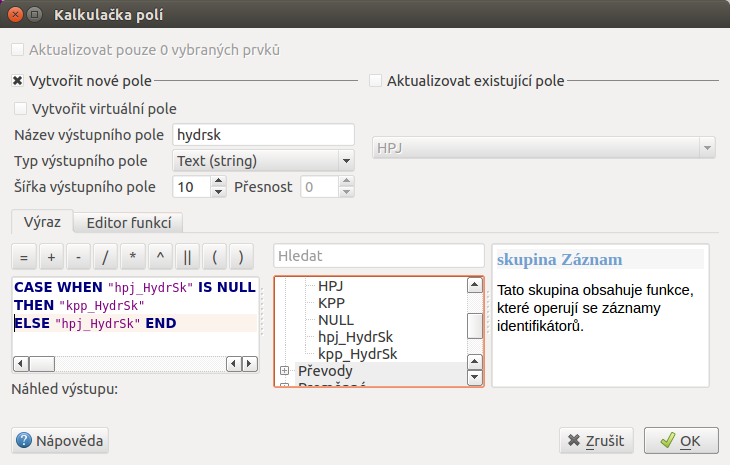 Kalkulačka polí
Aktualizovat pouze 0 vybraných prvků
Vytvořit nové pole
Aktualizovat existující pole
Vytvořit virtuální pole
Název výstupního pole hydrsk
HPJ
Typ výstupního pole Text (string)
Šířka výstupního pole 10 Přesnost 0
Výraz Editor funkcí
= + - / * ^ || ( )
CASE WHEN "hpj_HydrSk" IS NULL
THEN "kpp_HydrSk"
ELSE "hpj_HydrSk" END
Náhled výstupu:
Hledat
HPJ
KPP
NULL
hpj_HydrSk
kpp_HydrSk
Převody
skupina Záznam
Tato skupina obsahuje funkce,
které operují se záznamy
identifikátorů.
Nápověda
Zrušit
OK